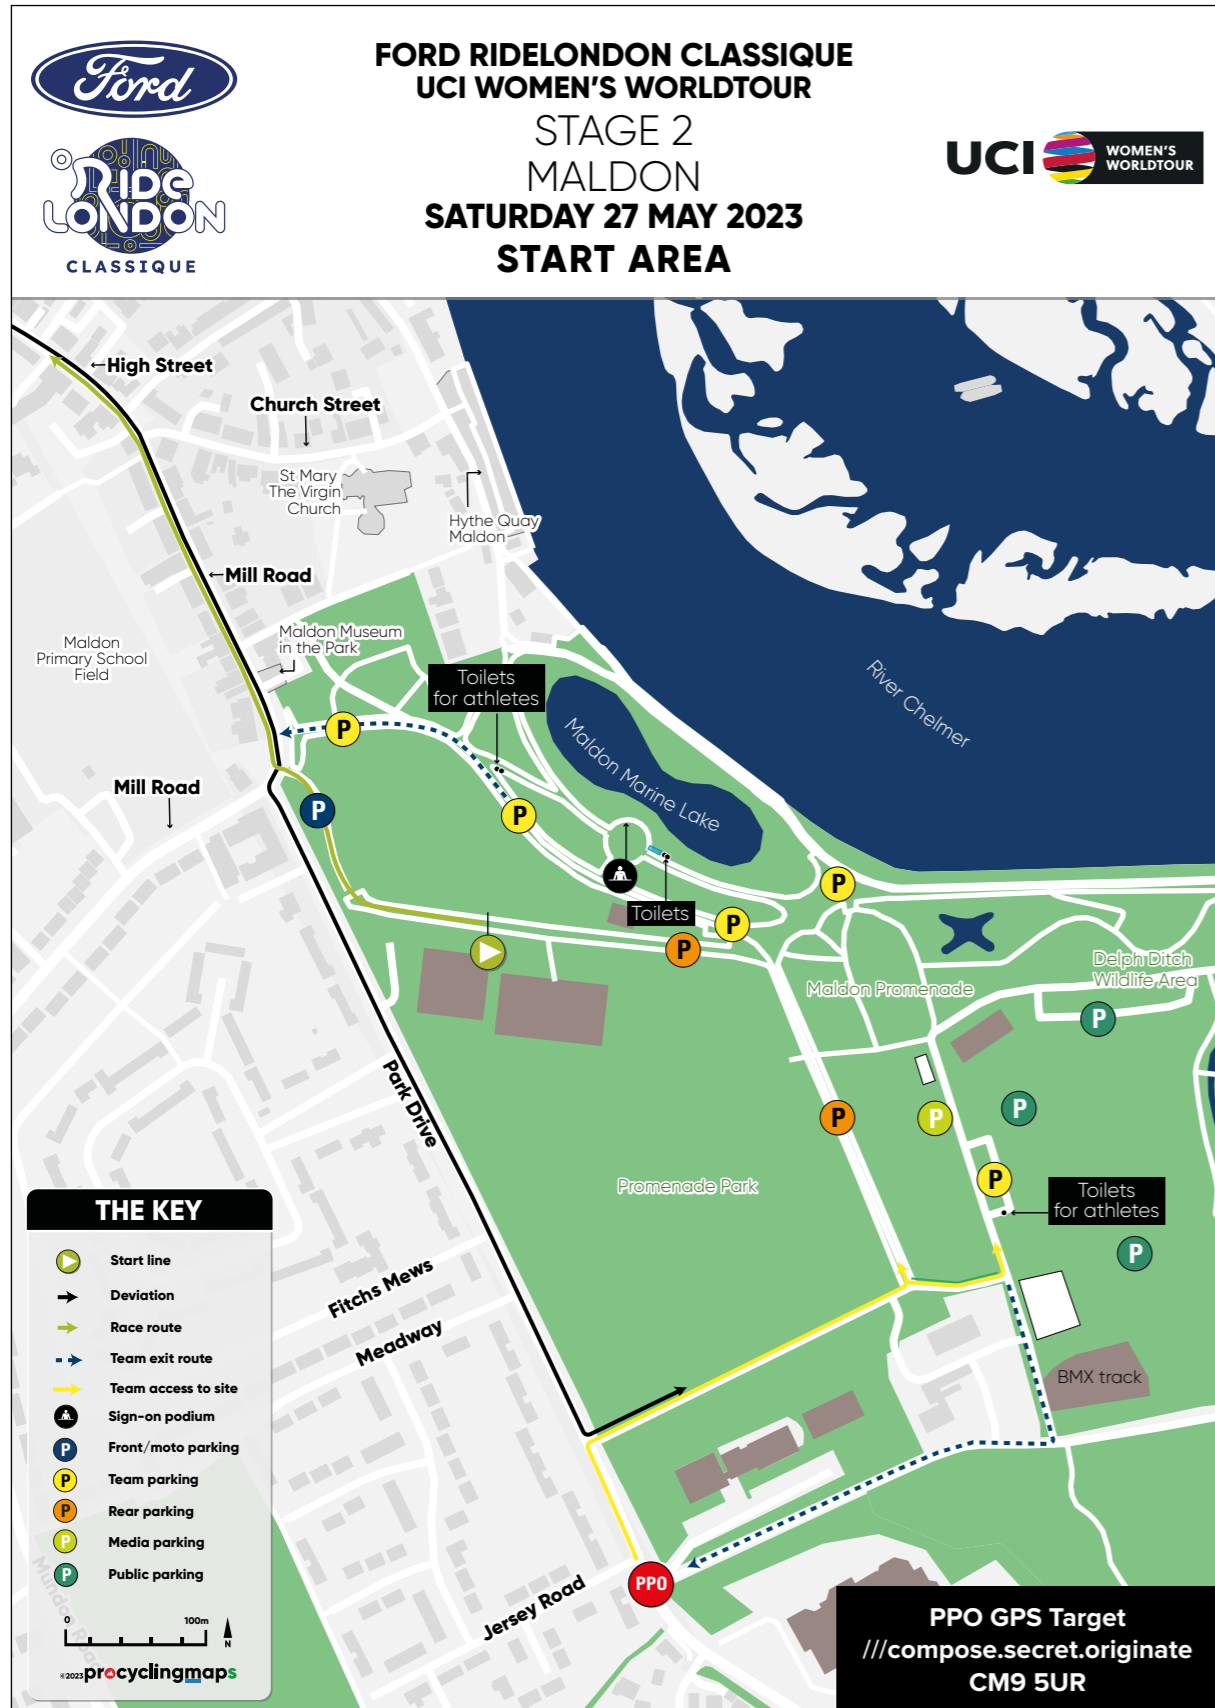 Ford
RIDE
LONDON
CLASSIQUE
FORD RIDELONDON CLASSIQUE
UCI WOMEN'S WORLDTOUR
STAGE 2
MALDON
SATURDAY 27 MAY 2023
START AREA
UCI
WOMEN'S
WORLDTOUR
High Street
Church Street
St Mary
The Virgin
Church
Hythe Quay
Maldon
Mill Road
Maldon Museum
in the Park
Maldon
Primary School
Field
Toilets
for athletes
River Chelmer
Maldon Marine Lake
P
P
Mill Road
P
P
P
Toilets
P
P
Delph Ditch
Wildlife Area
Maldon Promenade
P
Park Drive
P
P
P
Promenade Park
P
Toilets
for athletes
P
Fitchs Mews
Meadway
BMX track
Jersey Road
PPO
Mundon Road
THE KEY
Start line
Deviation
Race route
Team exit route
Team access to site
Sign-on podium
P Front/moto parking
P Team parking
P Rear parking
P Media parking
P Public parking
0 100m
N
©2023 procyclingmaps
PPO GPS Target
///compose.secret.originate
CM9 5UR